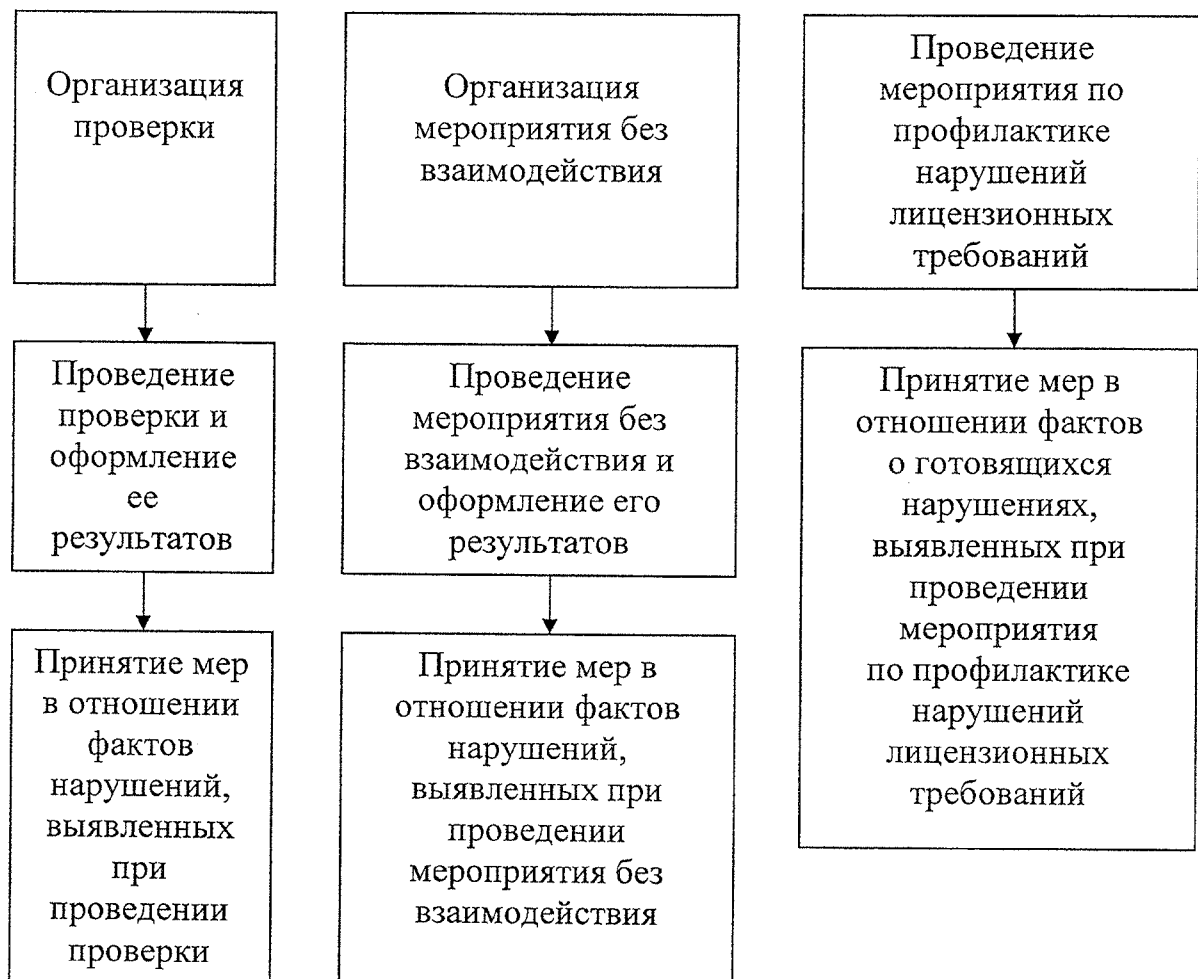 Организация
проверки
Проведение
проверки и
оформление
ее
результатов
Принятие мер
в отношении
фактов
нарушений,
выявленных
при
проведении
проверки
Организация
мероприятия без
взаимодействия
Проведение
мероприятия без
взаимодействия и
оформление его
результатов
Принятие мер в
отношении фактов
нарушений,
выявленных при
проведении
мероприятия без
взаимодействия
Проведение
мероприятия по
профилактике
нарушений
лицензионных
требований
Принятие мер в
отношении фактов
о готовящихся
нарушениях,
выявленных при
проведении
мероприятия
по профилактике
нарушений
лицензионных
требований